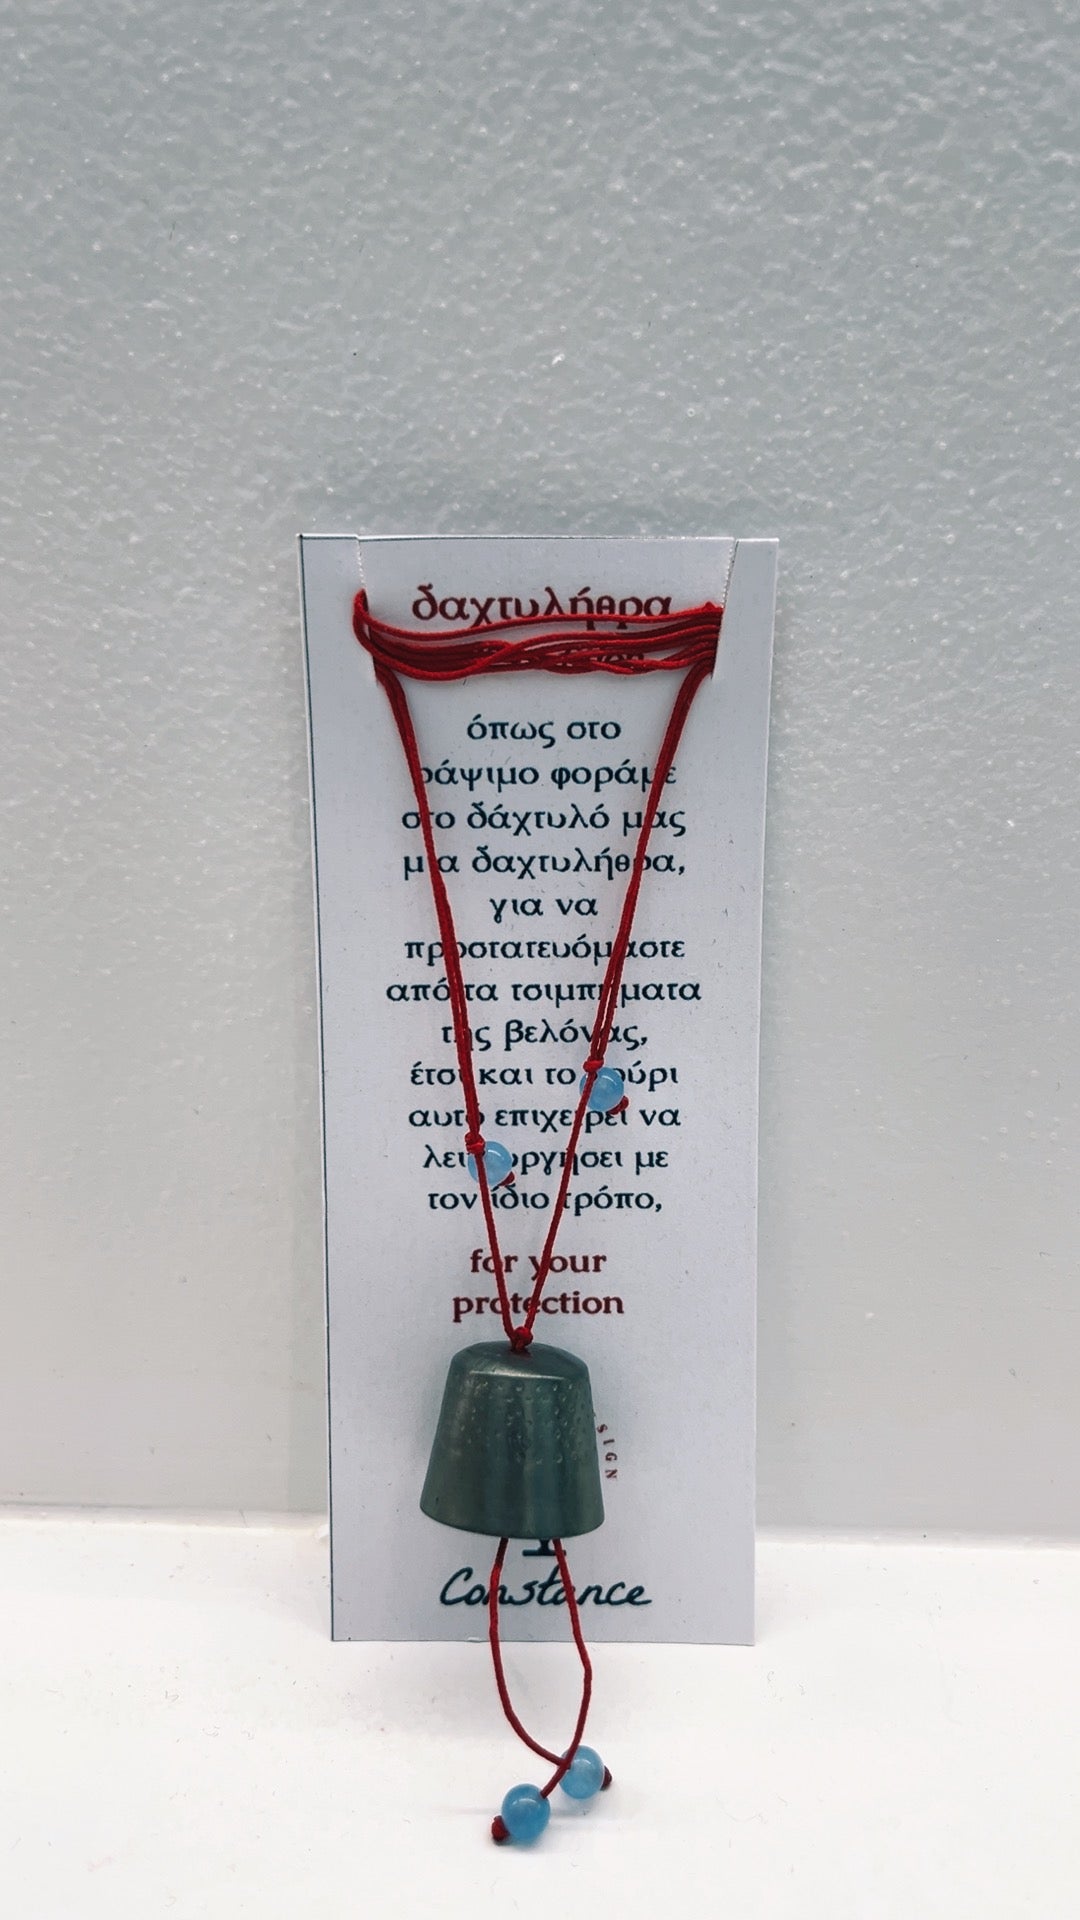 δαχτυλήθρα
όπως στο
ράψιμο φοράμε
στο δάχτυλό μας
μια δαχτυλήθρα,
για να
προστατευόμαστε
από τα τσιμπήματα
της βελόνας,
έτσι και το γούρι
αυτό επιχειρεί να
λειτουργήσει με
τον ίδιο τρόπο,
for your
protection
Constance